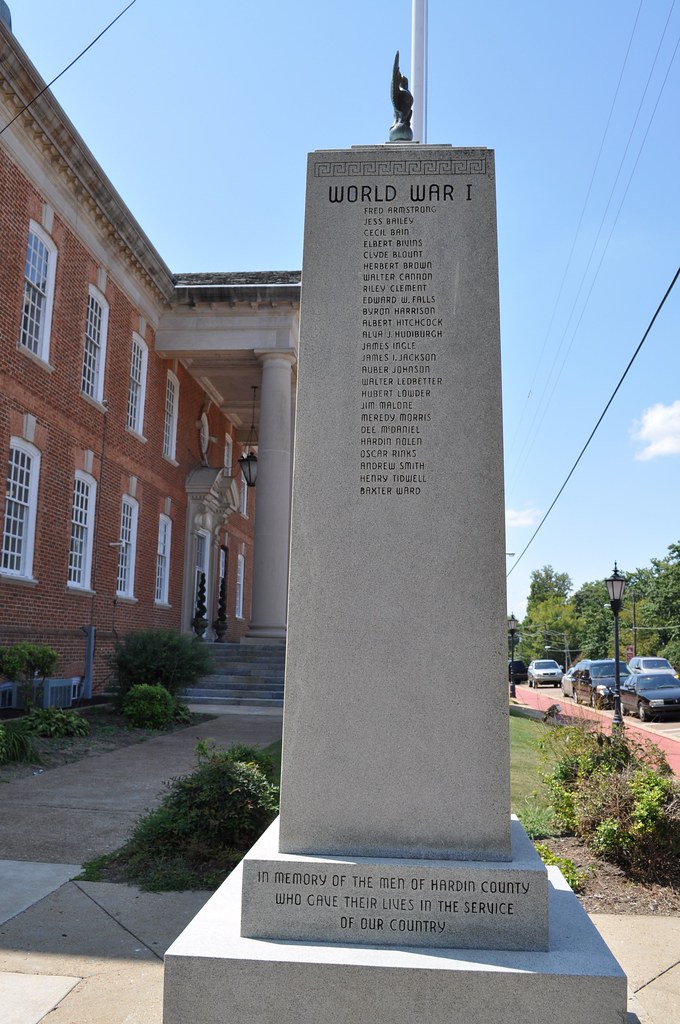 WORLD WAR I
FRED ARMSTRONG
JESS BAILEY
CECIL BAIN
ELBERT BIVINS
CLYDE BLOUNT
HERBERT BROWN
WALTER CANNON
RILEY CLEMENT
EDWARD W. FALLS
BYRON HARRISON
ALBERT HITCHCOCK
ALVA J. HUDIBURGH
JAMES INGLE
JAMES I. JACKSON
AUBER JOHNSON
WALTER LEDBETTER
HUBERT LOWDER
JIM MALONE
MEREDY MORRIS
DEE McDANIEL
HARDIN NOLEN
OSCAR RINKS
ANDREW SMITH
HENRY TIDWELL
BAXTER WARD
IN MEMORY OF THE MEN OF HARDIN COUNTY
WHO GAVE THEIR LIVES IN THE SERVICE
OF OUR COUNTRY